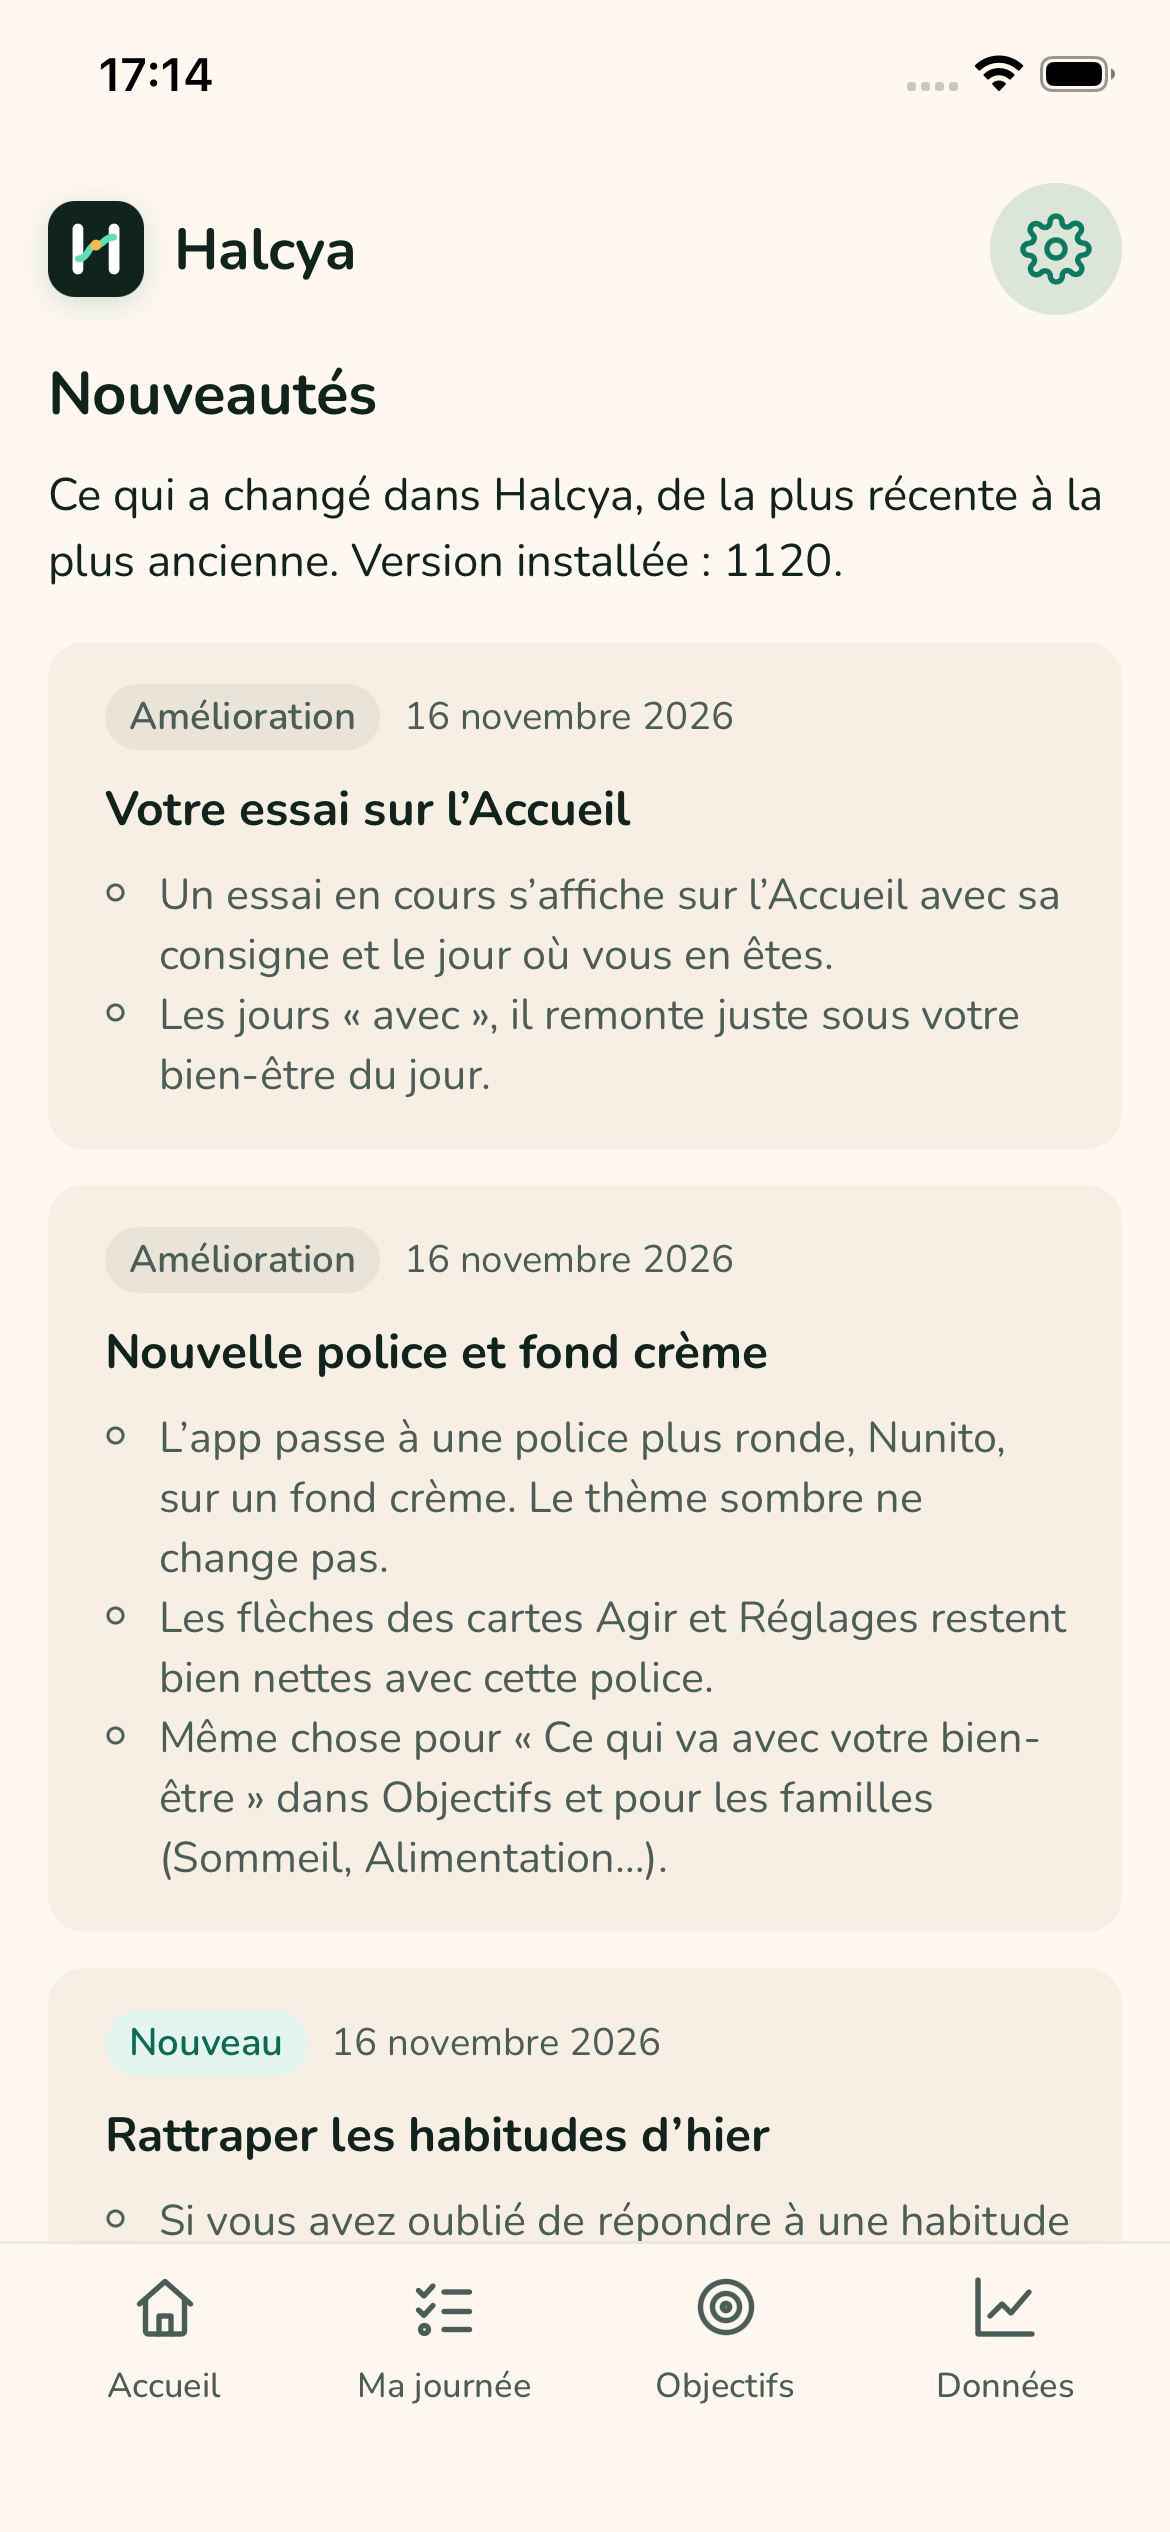 17:14
Halcya
Nouveautés
Ce qui a changé dans Halcya, de la plus récente à la
plus ancienne. Version installée : 1120.
Amélioration 16 novembre 2026
Votre essai sur l’Accueil
Un essai en cours s’affiche sur l’Accueil avec sa
consigne et le jour où vous en êtes.
Les jours « avec », il remonte juste sous votre
bien-être du jour.
Amélioration 16 novembre 2026
Nouvelle police et fond crème
L’app passe à une police plus ronde, Nunito,
sur un fond crème. Le thème sombre ne
change pas.
Les flèches des cartes Agir et Réglages restent
bien nettes avec cette police.
Même chose pour « Ce qui va avec votre bien-
être » dans Objectifs et pour les familles
(Sommeil, Alimentation…).
Nouveau 16 novembre 2026
Rattraper les habitudes d’hier
Si vous avez oublié de répondre à une habitude
Accueil Ma journée Objectifs Données